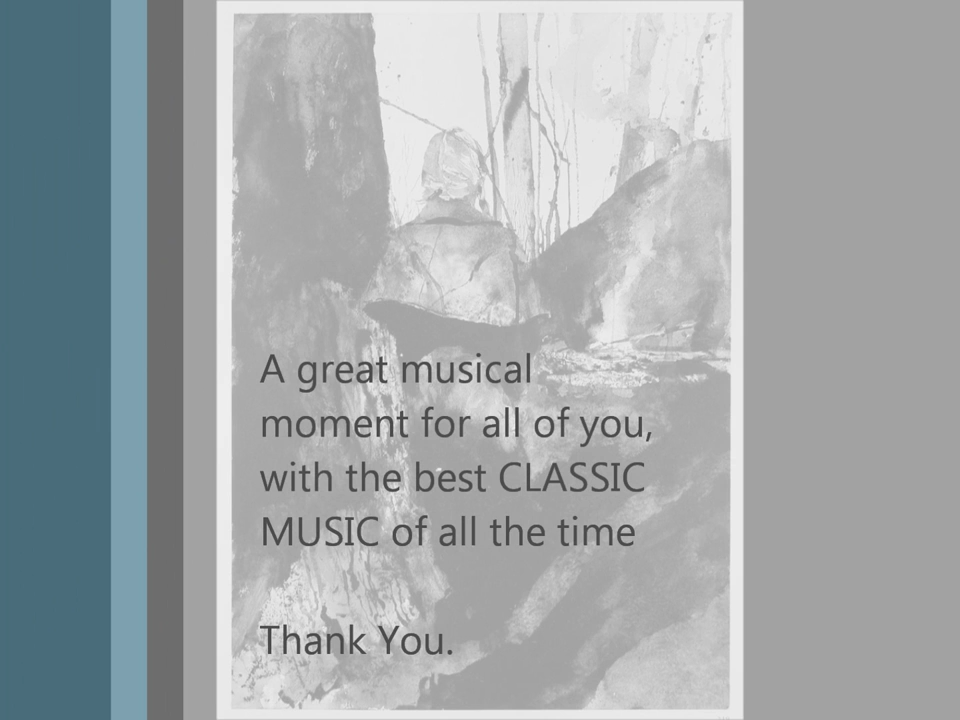 A great musical
moment for all of you,
with the best CLASSIC
MUSIC of all the time
Thank You.